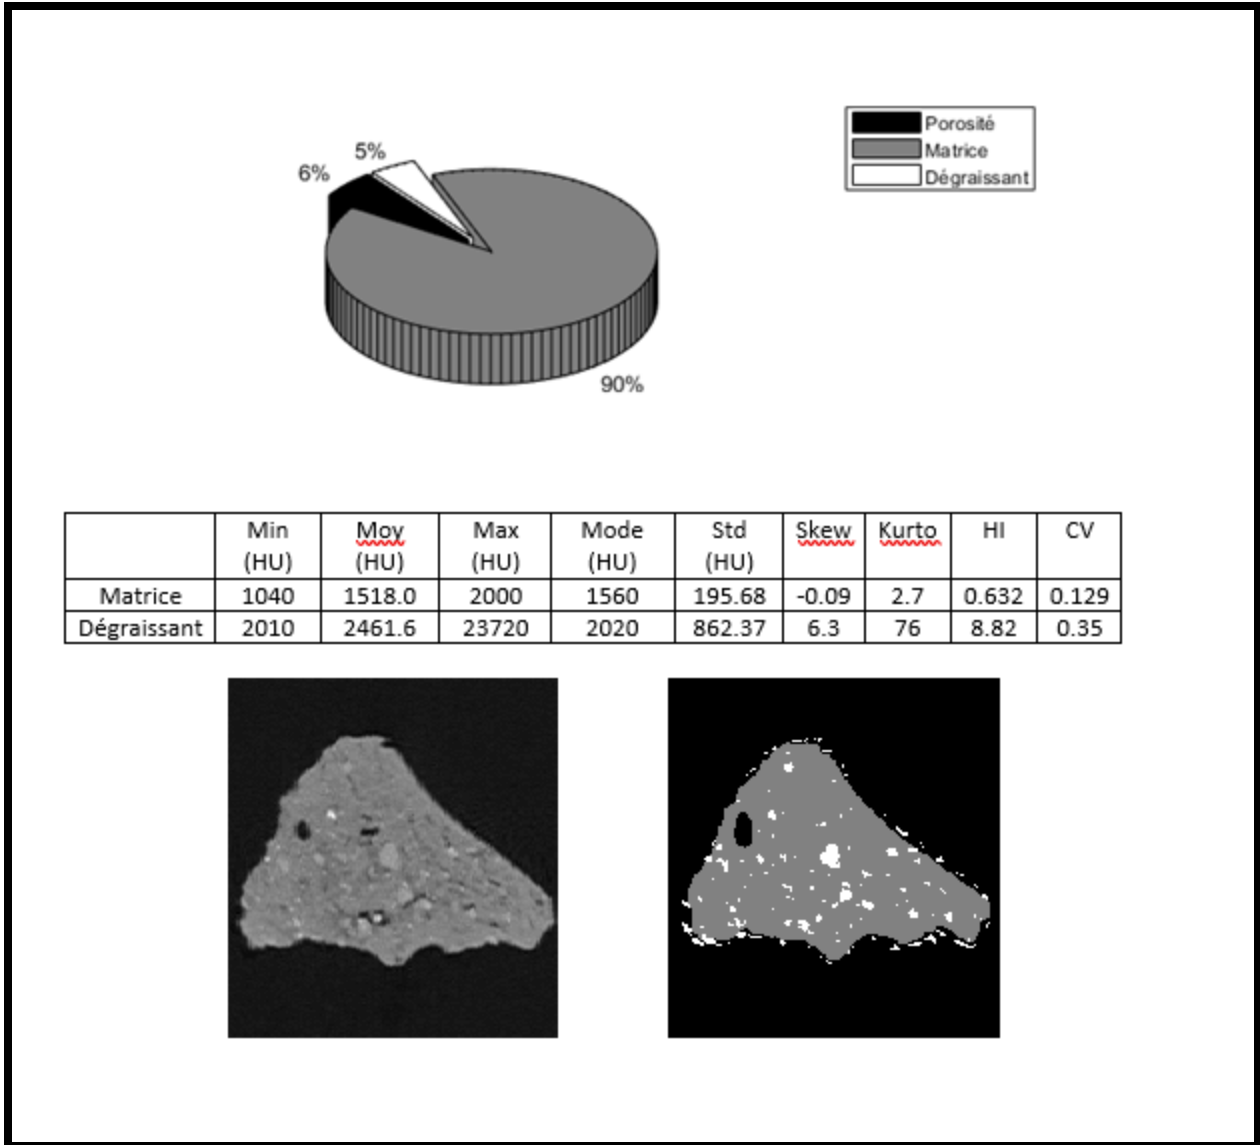 5%
6%
90%
Porosité
Matrice
Dégraissant
Min (HU) Moy (HU) Max (HU) Mode (HU) Std (HU) Skew Kurto HI CV
Matrice 1040 1518.0 2000 1560 195.68 -0.09 2.7 0.632 0.129
Dégraissant 2010 2461.6 23720 2020 862.37 6.3 76 8.82 0.35